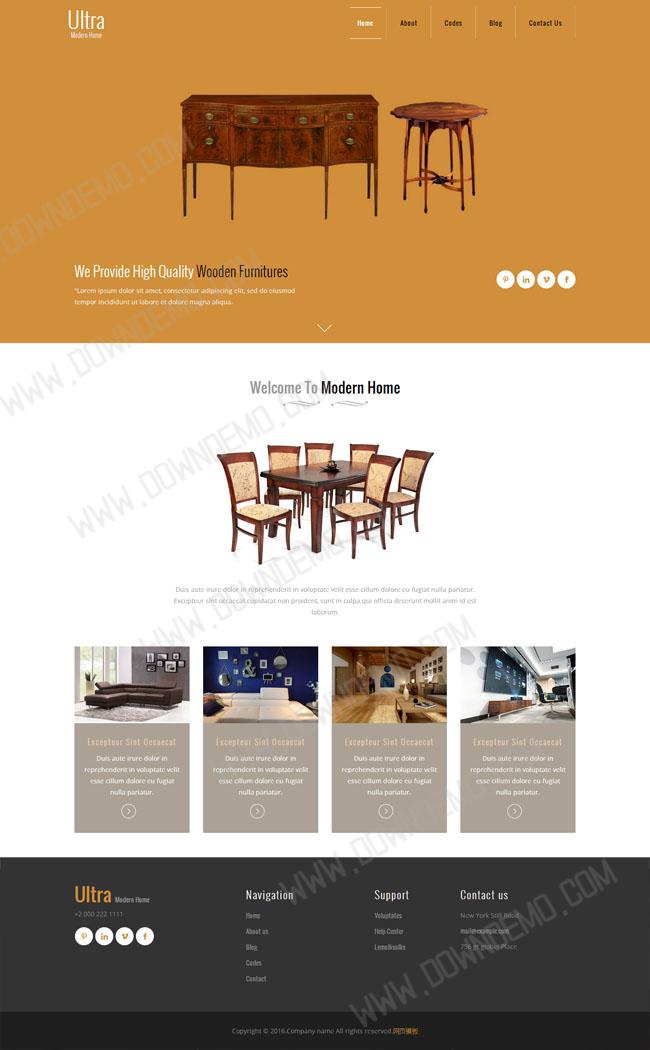 Ultra
Modern Home
Home
About
Codes
Blog
Contact Us
We Provide High Quality Wooden Furnitures
"Lorem ipsum dolor sit amet, consectetur adipiscing elit, sed do eiusmod
tempor incididunt ut labore et dolore magna aliqua.
Welcome To Modern Home
Duis aute irure dolor in reprehenderit in voluptate velit esse cillum dolore eu fugiat nulla pariatur.
Excepteur sint occaecat cupidatat non proident, sunt in culpa qui officia deserunt mollit anim id est
laborum.
Excepteur Sint Occaecat
Duis aute irure dolor in
reprehenderit in voluptate velit
esse cillum dolore eu fugiat
nulla pariatur.
Excepteur Sint Occaecat
Duis aute irure dolor in
reprehenderit in voluptate velit
esse cillum dolore eu fugiat
nulla pariatur.
Excepteur Sint Occaecat
Duis aute irure dolor in
reprehenderit in voluptate velit
esse cillum dolore eu fugiat
nulla pariatur.
Excepteur Sint Occaecat
Duis aute irure dolor in
reprehenderit in voluptate velit
esse cillum dolore eu fugiat
nulla pariatur.
Ultra Modern Home
+2 000 222 1111
Navigation
Home
About us
Blog
Codes
Contact
Support
Voluptates
Help Center
Contact us
New York Still Road
mail@example.com
756 gt globel Place
Copyright © 2016.Company name All rights reserved.网页模板
WWW.DOWNDEMO.COM
WWW.DOWNDEMO.COM
WWW.DOWNDEMO.COM
WWW.DOWNDEMO.COM
WWW.DOWNDEMO.COM